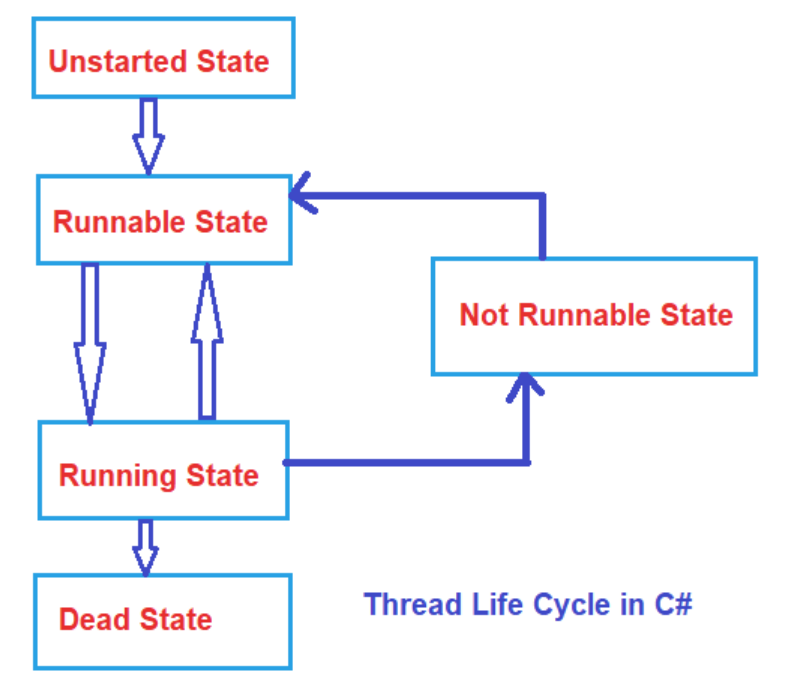 Unstarted State
Runnable State
Not Runnable State
Running State
Dead State
Thread Life Cycle in C#